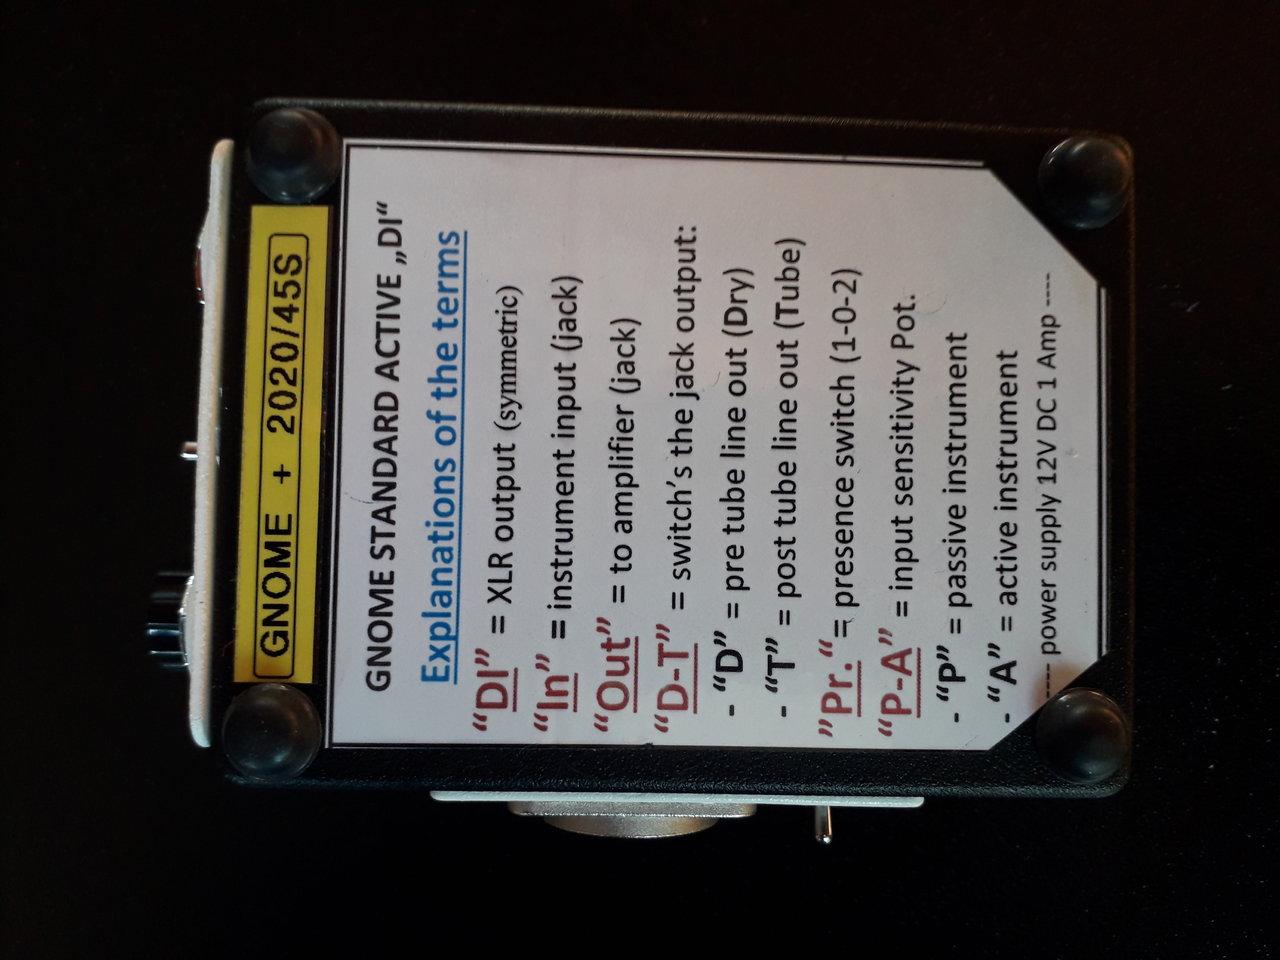 GNOME + 2020/45S
GNOME STANDARD ACTIVE „DI“
Explanations of the terms
“DI” = XLR output (symmetric)
“In” = instrument input (jack)
“Out” = to amplifier (jack)
“D-T” = switch’s the jack output:
- “D” = pre tube line out (Dry)
- “T” = post tube line out (Tube)
”Pr.“ = presence switch (1-0-2)
“P-A” = input sensitivity Pot.
- “P” = passive instrument
- “A” = active instrument
---- power supply 12V DC 1 Amp ----